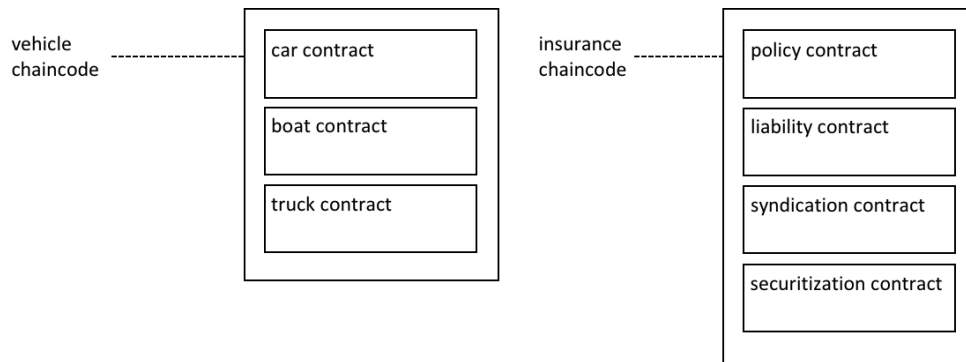 vehicle
chaincode
car contract
boat contract
truck contract
insurance
chaincode
policy contract
liability contract
syndication contract
securitization contract